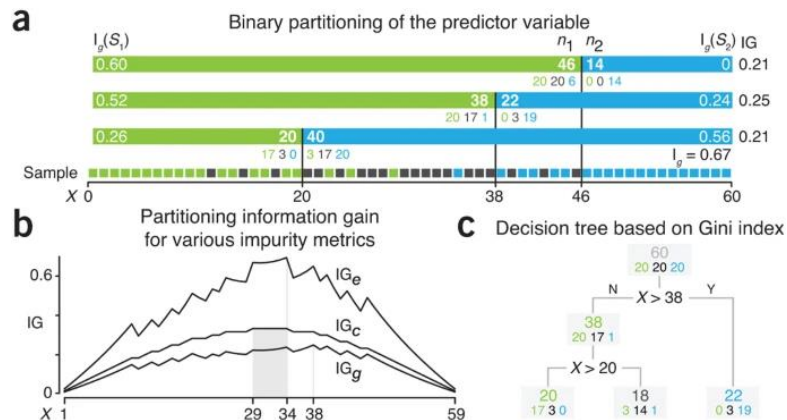 a
Binary partitioning of the predictor variable
Ig(S1) n1 n2 Ig(S2) IG
0.60 46 14 0 0.21
20 20 6 0 0 14
0.52 38 22 0.24 0.25
20 17 1 0 3 19
0.26 20 40 0.56 0.21
17 3 0 3 17 20 Ig = 0.67
Sample
X 0 20 38 46 60
b
Partitioning information gain
for various impurity metrics
0.6
IG
0
IGe
IGc
IGg
X 1 29 34 38 59
c
Decision tree based on Gini index
60
20 20 20
N X > 38 Y
38
20 17 1
X > 20
20 18 22
17 3 0 3 14 1 0 3 19